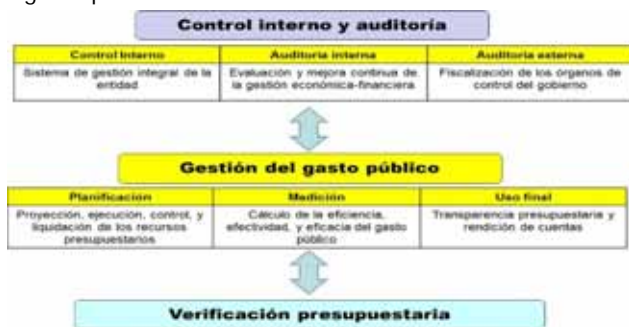 Control interno y auditoría
Control Interno
Auditoria interna
Auditoria externa
Sistema de gestión integral de la
entidad
Evaluación y mejora continua de
la gestión económica-financiera
Fiscalización de los órganos de
control del gobierno
Gestión del gasto público
Planificación
Medición
Uso final
Proyección, ejecución, control, y
liquidación de los recursos
presupuestarios
Cálculo de la eficiencia,
efectividad, y eficacia del gasto
público
Transparencia presupuestaria y
rendición de cuentas
Verificación presupuestaria